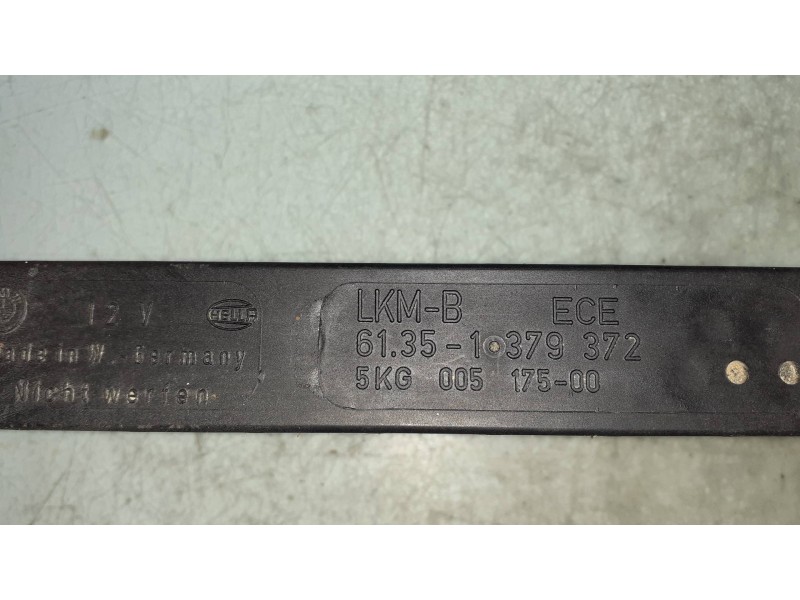 12 V
HELLA
Made in W.-Germany
Nicht werfen
LKM-B ECE
61.35-1 379 372
5KG 005 175-00